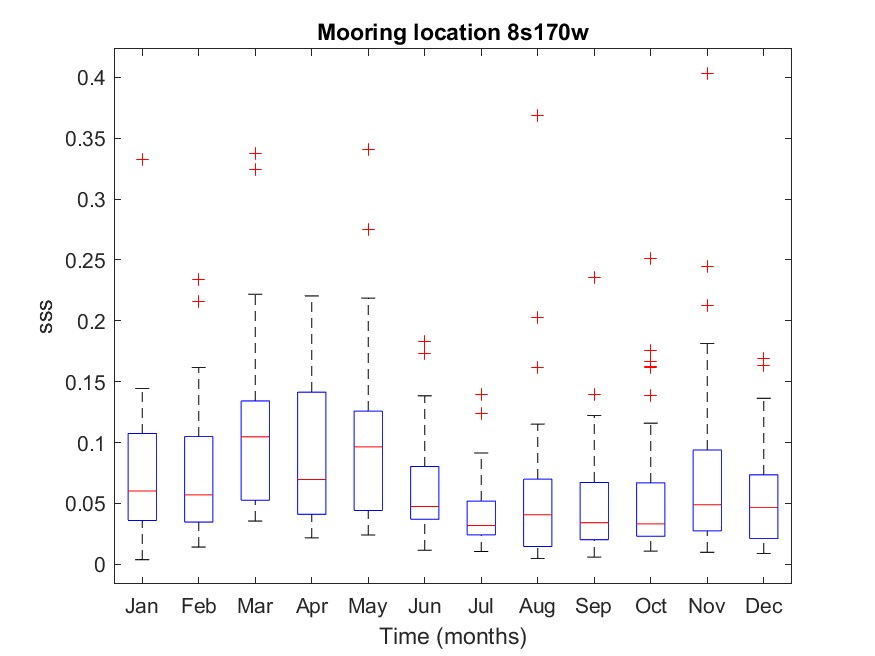 Mooring location 8s170w
0.4
0.35
0.3
0.25
0.2
0.15
0.1
0.05
0
sss
Jan Feb Mar Apr May Jun Jul Aug Sep Oct Nov Dec
Time (months)